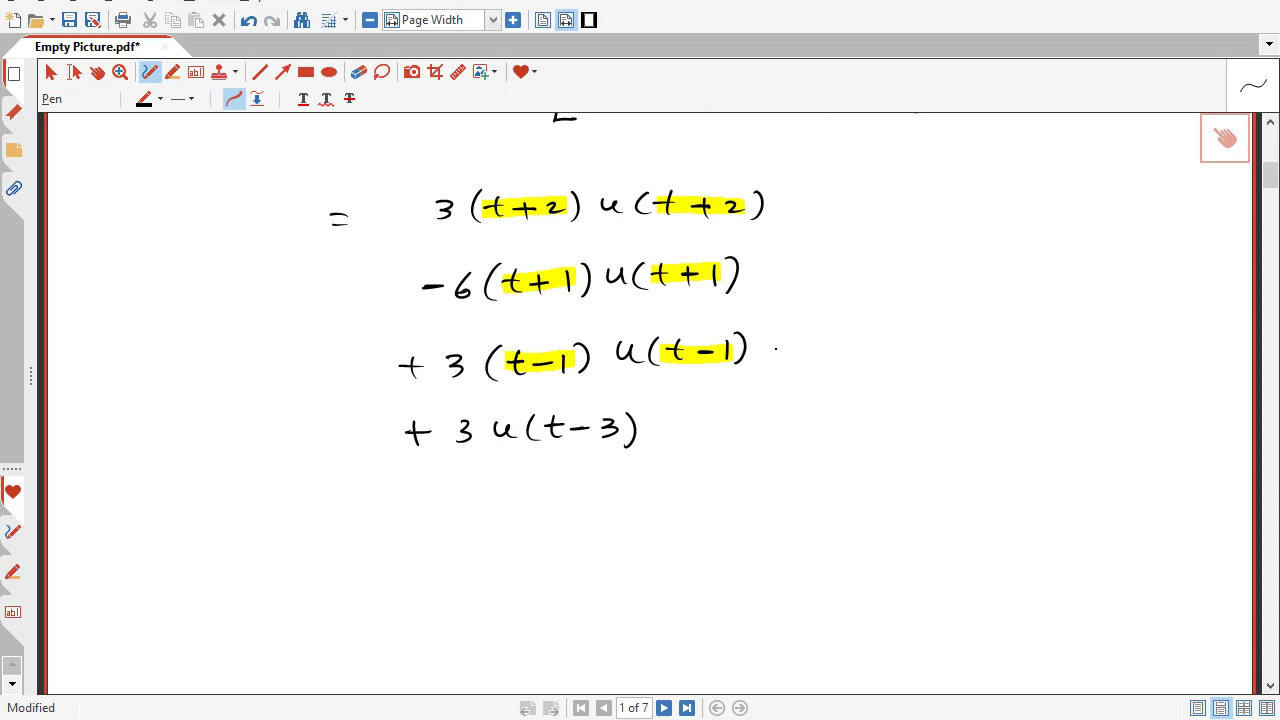 Page Width
Empty Picture.pdf*
Pen
= 3 (t+2) u (t+2)
-6 (t+1) u(t+1)
+ 3 (t-1) u(t-1)
+ 3 u(t-3)
Modified
1 of 7